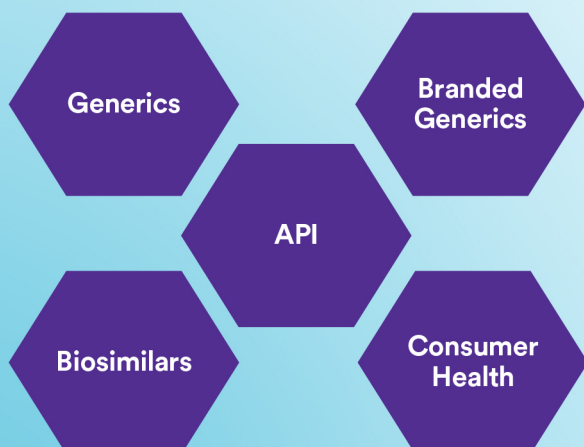 Generics
Branded
Generics
API
Biosimilars
Consumer
Health